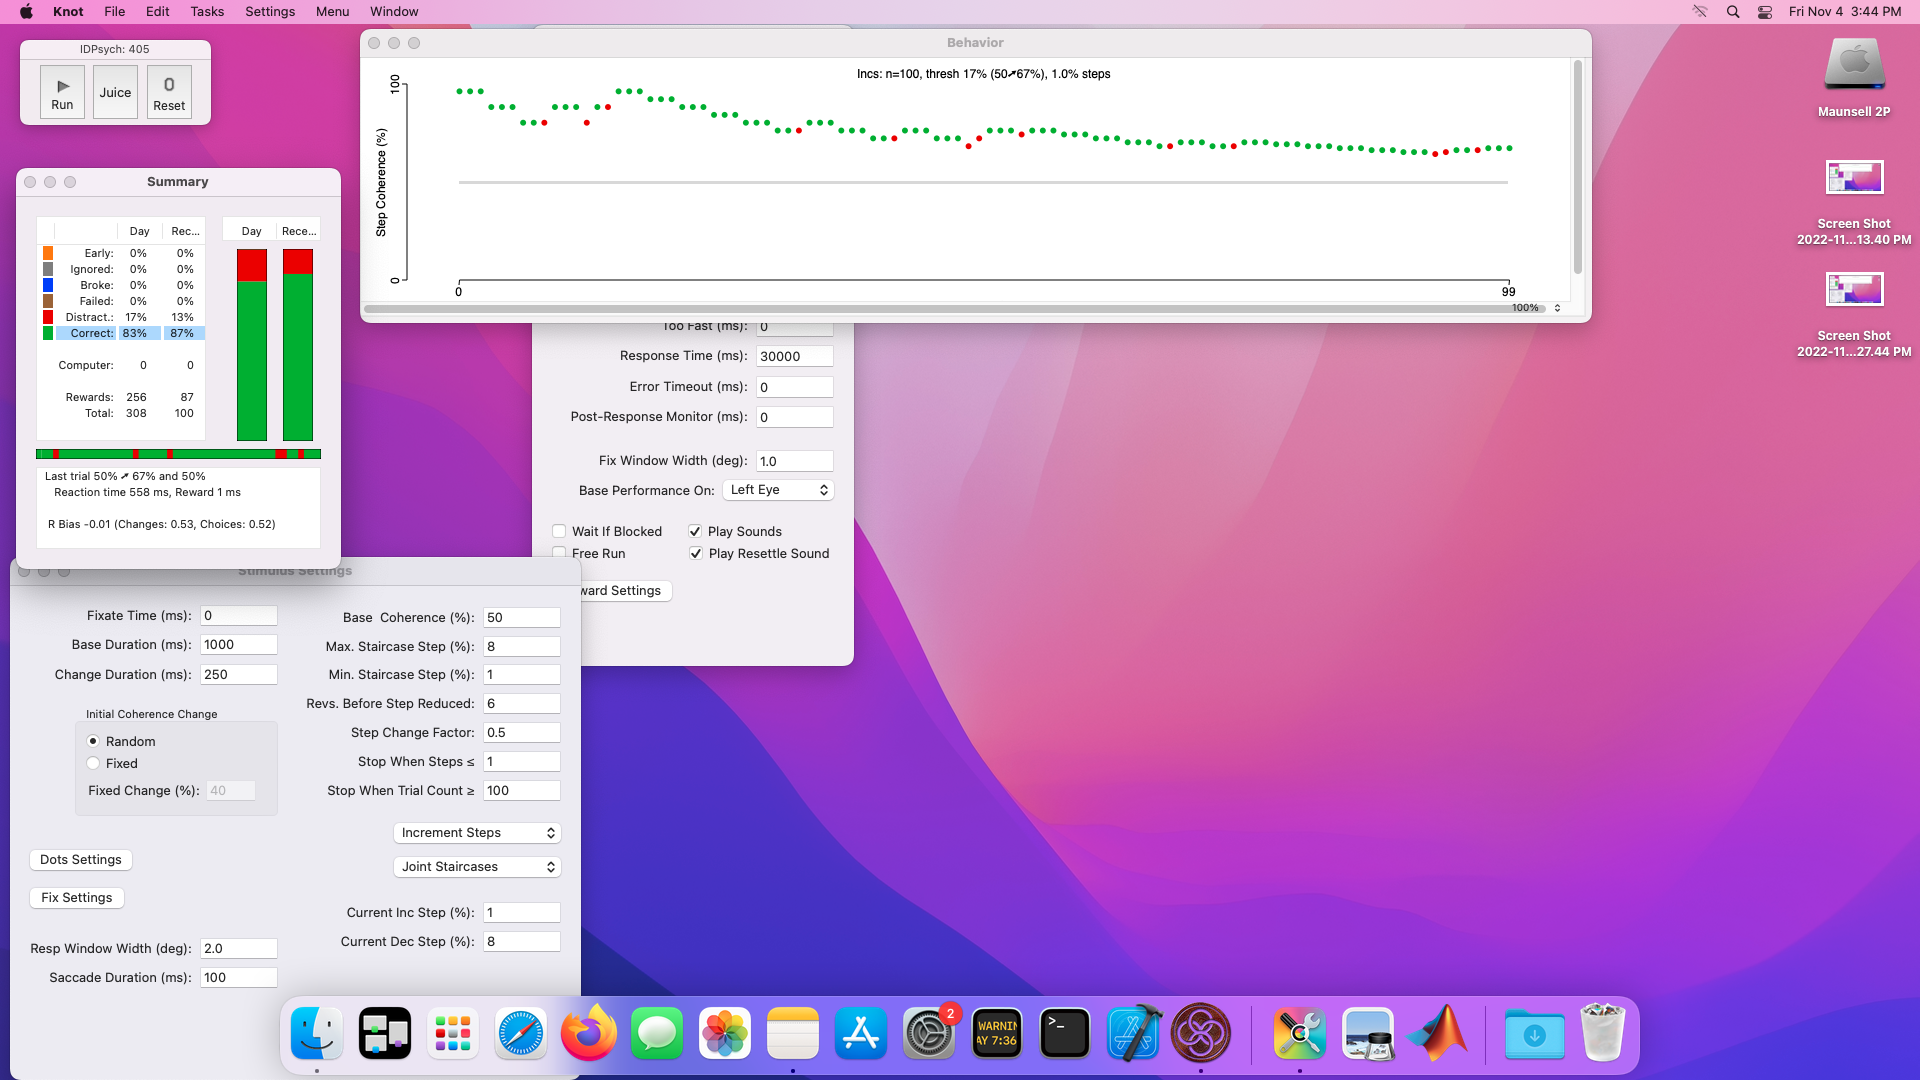 Knot File Edit Tasks Settings Menu Window
Fri Nov 4 3:44 PM
IDPsych: 405
Run
Juice
0
Reset
Behavior
Incs: n=100, thresh 17% (50➚67%), 1.0% steps
Step Coherence (%)
100
0
0
99
100%
Maunsell 2P
Screen Shot
2022-11...13.40 PM
Screen Shot
2022-11...27.44 PM
Summary
Day Rec...
Early: 0% 0%
Ignored: 0% 0%
Broke: 0% 0%
Failed: 0% 0%
Distract.: 17% 13%
Correct: 83% 87%
Computer: 0 0
Rewards: 256 87
Total: 308 100
Day Rece...
Last trial 50% ➚ 67% and 50%
Reaction time 558 ms, Reward 1 ms
R Bias -0.01 (Changes: 0.53, Choices: 0.52)
Too Fast (ms): 0
Response Time (ms): 30000
Error Timeout (ms): 0
Post-Response Monitor (ms): 0
Fix Window Width (deg): 1.0
Base Performance On: Left Eye
Wait If Blocked
Play Sounds
Free Run
Play Resettle Sound
ward Settings
Stimulus Settings
Fixate Time (ms): 0
Base Duration (ms): 1000
Change Duration (ms): 250
Initial Coherence Change
Random
Fixed
Fixed Change (%): 40
Dots Settings
Fix Settings
Resp Window Width (deg): 2.0
Saccade Duration (ms): 100
Base Coherence (%): 50
Max. Staircase Step (%): 8
Min. Staircase Step (%): 1
Revs. Before Step Reduced: 6
Step Change Factor: 0.5
Stop When Steps ≤ 1
Stop When Trial Count ≥ 100
Increment Steps
Joint Staircases
Current Inc Step (%): 1
Current Dec Step (%): 8
2
WARNIN
AY 7:36
>_